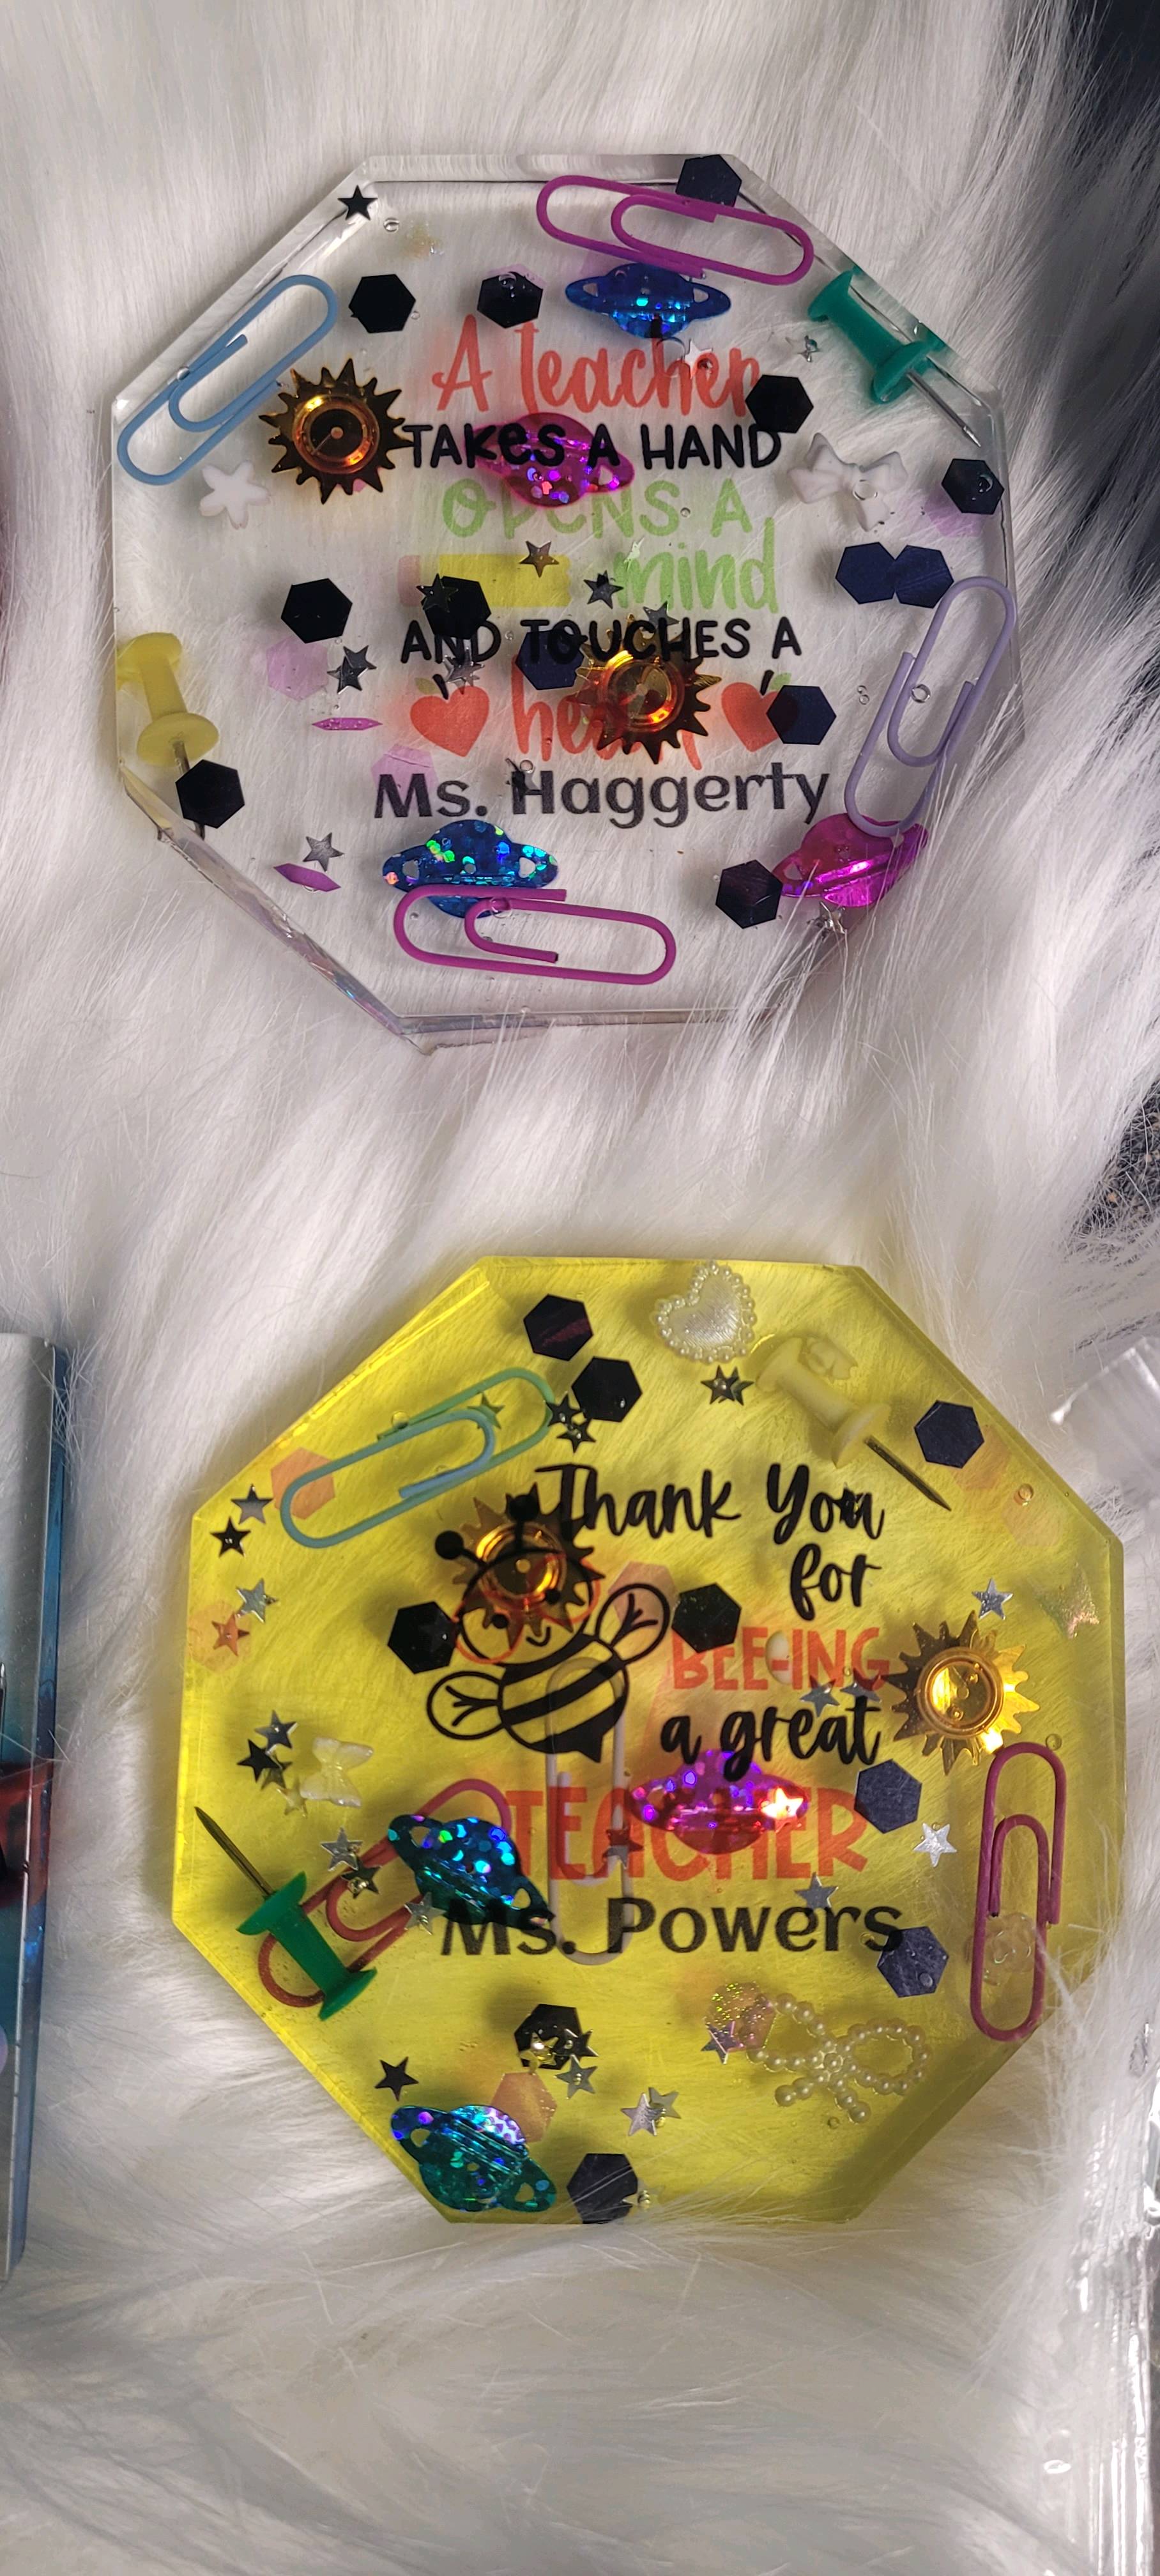 A teacher
TAKES A HAND
OPENS A
mind
AND TOUCHES A
heart
Ms. Haggerty
Thank You
for
BEE-ING
a great
TEACHER
Ms. Powers